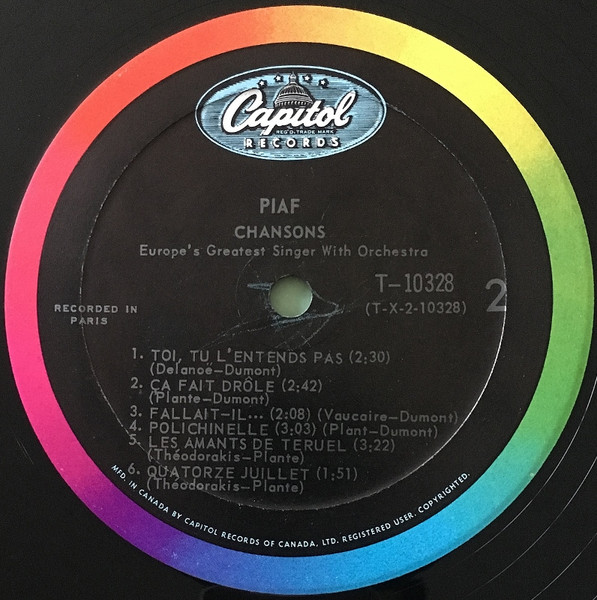 Capitol
REG'D. TRADE MARK
RECORDS
PIAF
CHANSONS
Europe's Greatest Singer With Orchestra
T-10328
(T-X-2-10328)
2
RECORDED IN
PARIS
1. TOI, TU L'ENTENDS PAS (2:30)
(Delanoë-Dumont)
2. ÇA FAIT DRÔLE (2:42)
(Plante-Dumont)
3. FALLAIT-IL... (2:08) (Vaucaire-Dumont)
4. POLICHINELLE (3:03) (Plant-Dumont)
5. LES AMANTS DE TERUEL (3:22)
(Théodorakis-Plante)
6. QUATORZE JUILLET (1:51)
(Théodorakis-Plante)
MFD. IN CANADA BY CAPITOL RECORDS OF CANADA, LTD. REGISTERED USER. COPYRIGHTED.